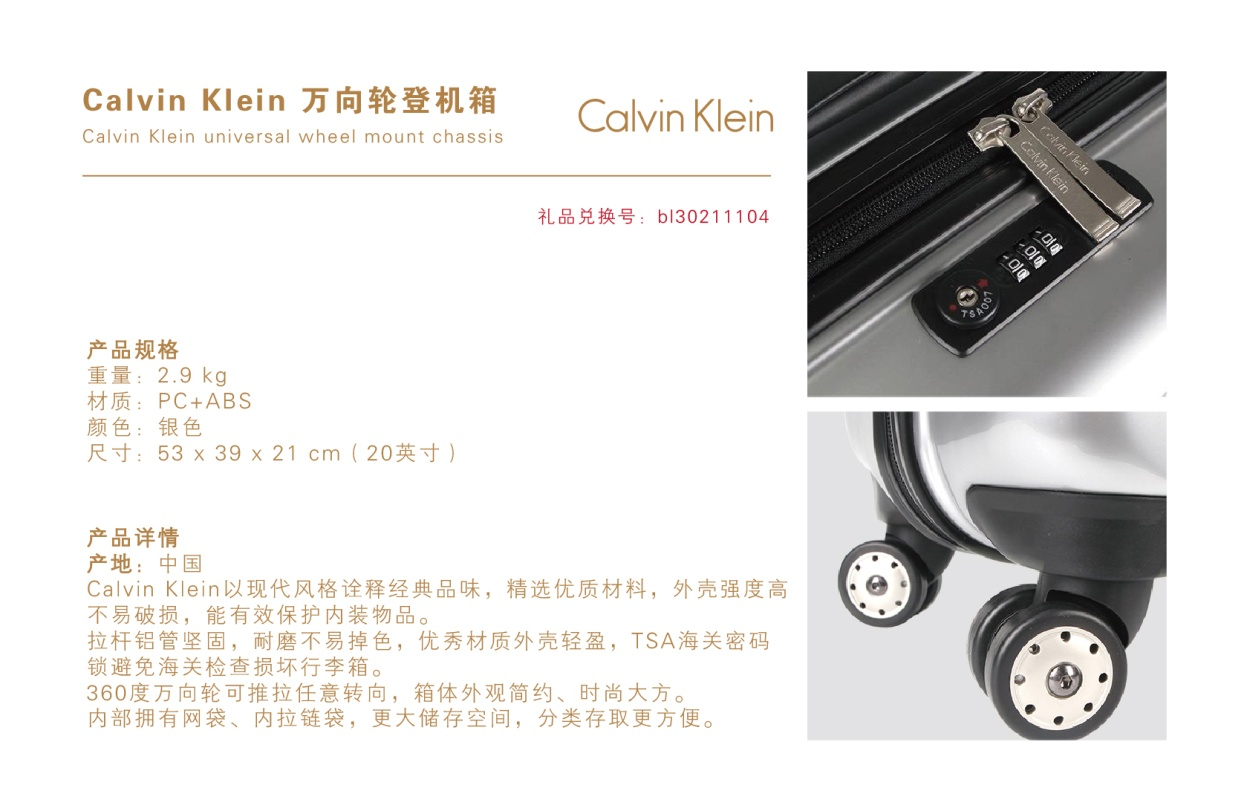 Calvin Klein 万向轮登机箱
Calvin Klein universal wheel mount chassis
Calvin Klein
礼品兑换号：bl30211104
产品规格
重量：2.9 kg
材质：PC+ABS
颜色：银色
尺寸：53 x 39 x 21 cm（20英寸）
产品详情
产地：中国
Calvin Klein以现代风格诠释经典品味，精选优质材料，外壳强度高
不易破损，能有效保护内装物品。
拉杆铝管坚固，耐磨不易掉色，优秀材质外壳轻盈，TSA海关密码
锁避免海关检查损坏行李箱。
360度万向轮可推拉任意转向，箱体外观简约、时尚大方。
内部拥有网袋、内拉链袋，更大储存空间，分类存取更方便。
Calvin Klein
Calvin Klein
TSA007